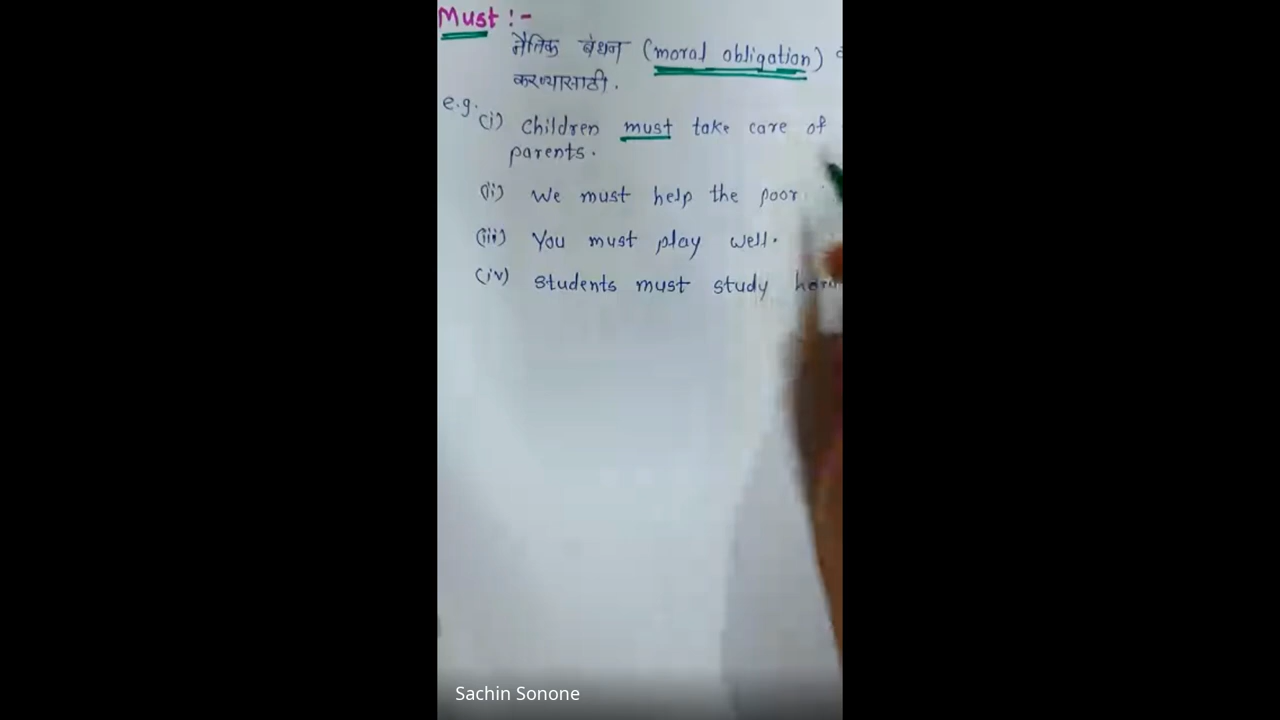 Must :-
नैतिक बंधन (moral obligation)
करण्यासाठी.
e.g. (i) Children must take care of
parents.
(ii) We must help the poor
(iii) You must play well.
(iv) Students must study
Sachin Sonone